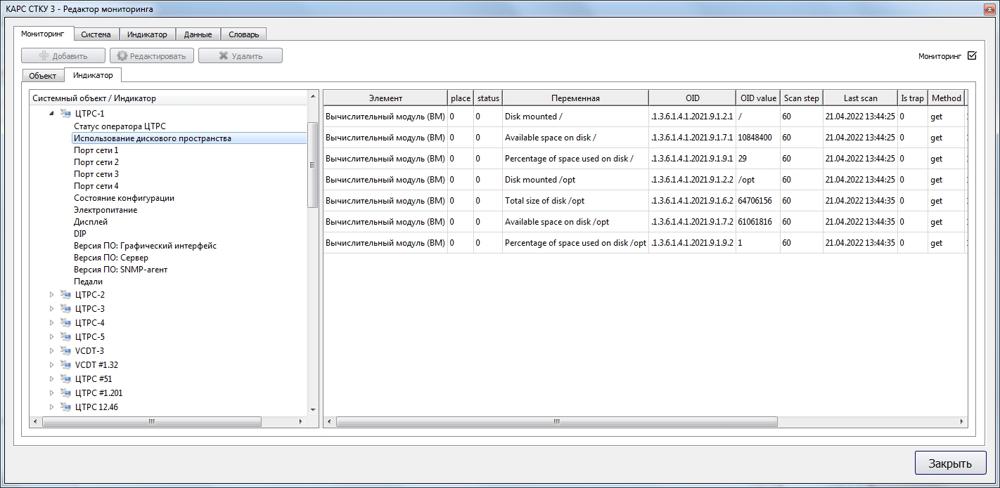 КАРС СТКУ 3 - Редактор мониторинга
Мониторинг Система Индикатор Данные Словарь
Добавить Редактировать Удалить Мониторинг
Объект Индикатор
Системный объект / Индикатор
ЦТРС-1
Статус оператора ЦТРС
Использование дискового пространства
Порт сети 1
Порт сети 2
Порт сети 3
Порт сети 4
Состояние конфигурации
Электропитание
Дисплей
DIP
Версия ПО: Графический интерфейс
Версия ПО: Сервер
Версия ПО: SNMP-агент
Педали
ЦТРС-2
ЦТРС-3
ЦТРС-4
ЦТРС-5
VCDT-3
VCDT #1.32
ЦТРС #51
ЦТРС #1.201
ЦТРС 12.46
Элемент place status Переменная OID OID value Scan step Last scan Is trap Method
Вычислительный модуль (ВМ) 0 0 Disk mounted / .1.3.6.1.4.1.2021.9.1.2.1 / 60 21.04.2022 13:44:25 0 get
Вычислительный модуль (ВМ) 0 0 Available space on disk / .1.3.6.1.4.1.2021.9.1.7.1 10848400 60 21.04.2022 13:44:25 0 get
Вычислительный модуль (ВМ) 0 0 Percentage of space used on disk / .1.3.6.1.4.1.2021.9.1.9.1 29 60 21.04.2022 13:44:25 0 get
Вычислительный модуль (ВМ) 0 0 Disk mounted /opt .1.3.6.1.4.1.2021.9.1.2.2 /opt 60 21.04.2022 13:44:25 0 get
Вычислительный модуль (ВМ) 0 0 Total size of disk /opt .1.3.6.1.4.1.2021.9.1.6.2 64706156 60 21.04.2022 13:44:35 0 get
Вычислительный модуль (ВМ) 0 0 Available space on disk /opt .1.3.6.1.4.1.2021.9.1.7.2 61061816 60 21.04.2022 13:44:35 0 get
Вычислительный модуль (ВМ) 0 0 Percentage of space used on disk /opt .1.3.6.1.4.1.2021.9.1.9.2 1 60 21.04.2022 13:44:35 0 get
Закрыть